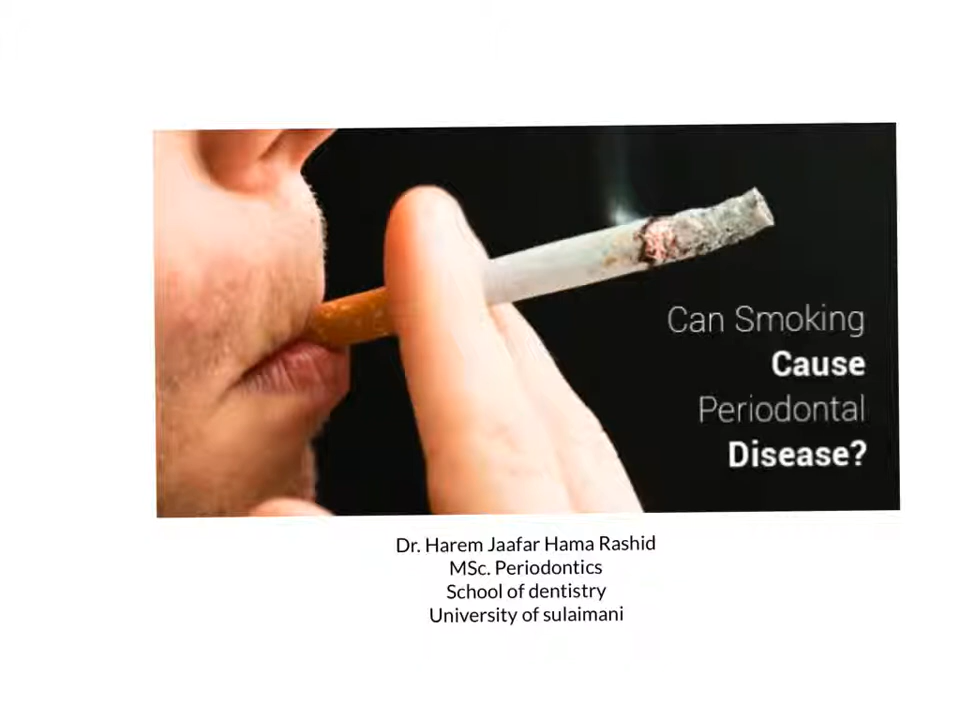 Can Smoking
Cause
Periodontal
Disease?
Dr. Harem Jaafar Hama Rashid
MSc. Periodontics
School of dentistry
University of sulaimani